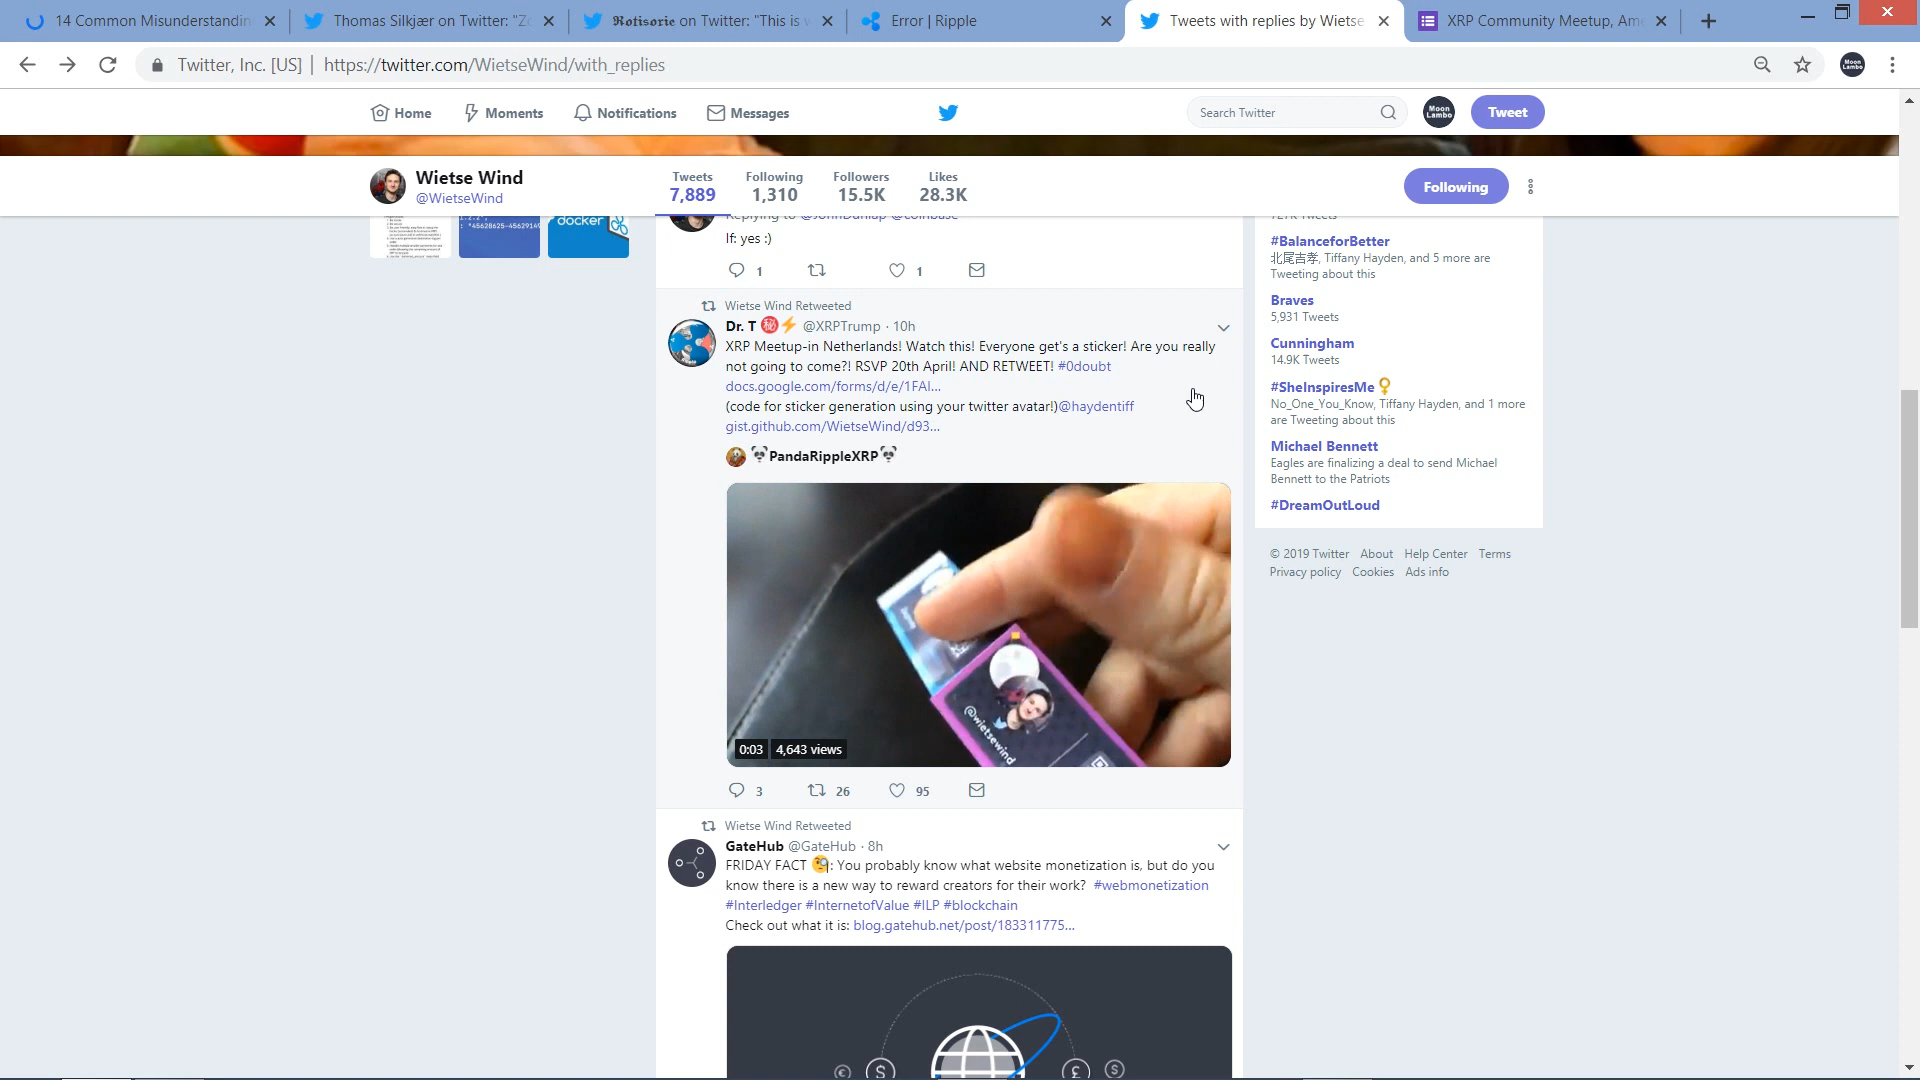 14 Common Misunderstandin
Thomas Silkjær on Twitter: "Zo
Rotisorie on Twitter: "This is w
Error | Ripple
Tweets with replies by Wietse
XRP Community Meetup, Am
Twitter, Inc. [US] | https://twitter.com/WietseWind/with_replies
Home
Moments
Notifications
Messages
Search Twitter
Moon Lambo
Tweet
Wietse Wind
@WietseWind
Tweets
7,889
Following
1,310
Followers
15.5K
Likes
28.3K
Following
docker
Replying to @JohnDunlap @coinbase
If: yes :)
1
1
Wietse Wind Retweeted
Dr. T ㊙️⚡ @XRPTrump · 10h
XRP Meetup-in Netherlands! Watch this! Everyone get's a sticker! Are you really
not going to come?! RSVP 20th April! AND RETWEET! #0doubt
docs.google.com/forms/d/e/1FAI...
(code for sticker generation using your twitter avatar!)@haydentiff
gist.github.com/WietseWind/d93...
🐼PandaRippleXRP🐼
@wietsewind
0:03
4,643 views
3
26
95
Wietse Wind Retweeted
GateHub @GateHub · 8h
FRIDAY FACT 🧐: You probably know what website monetization is, but do you
know there is a new way to reward creators for their work? #webmonetization
#Interledger #InternetofValue #ILP #blockchain
Check out what it is: blog.gatehub.net/post/183311775...
#BalanceforBetter
北尾吉孝, Tiffany Hayden, and 5 more are
Tweeting about this
Braves
5,931 Tweets
Cunningham
14.9K Tweets
#SheInspiresMe
No_One_You_Know, Tiffany Hayden, and 1 more
are Tweeting about this
Michael Bennett
Eagles are finalizing a deal to send Michael
Bennett to the Patriots
#DreamOutLoud
© 2019 Twitter About Help Center Terms
Privacy policy Cookies Ads info